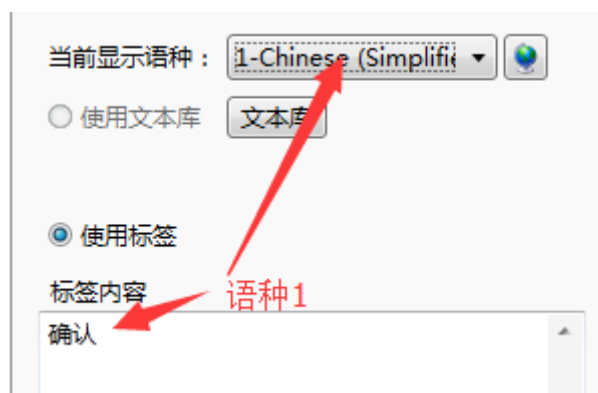 当前显示语种：
1-Chinese (Simplifi
使用文本库
文本库
使用标签
标签内容
语种1
确认